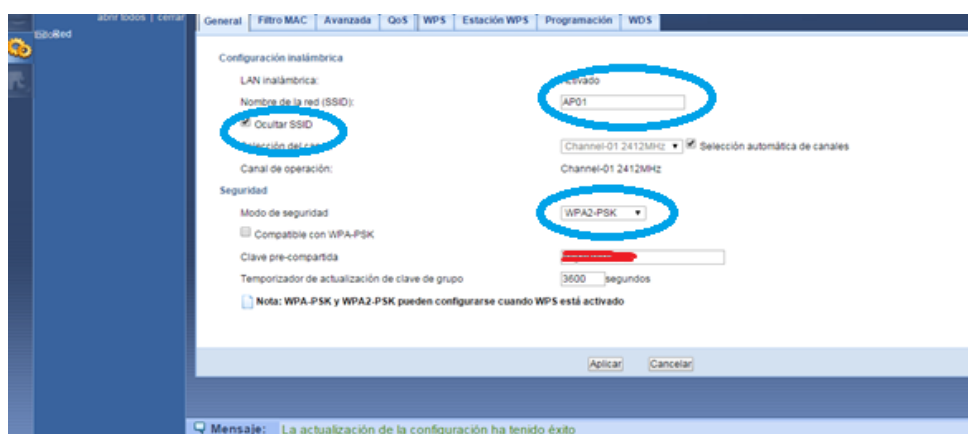 abrir todos | cerrar
General Filtro MAC Avanzada QoS WPS Estación WPS Programación WDS
Red
Configuración inalámbrica
LAN inalámbrica:
Nombre de la red (SSID): AP01
Ocultar SSID
Selección del Channel-01 2412MHz Selección automática de canales
Canal de operación: Channel-01 2412MHz
Seguridad
Modo de seguridad WPA2-PSK
Compatible con WPA-PSK
Clave pre-compartida
Temporizador de actualización de clave de grupo 3600 segundos
Nota: WPA-PSK y WPA2-PSK pueden configurarse cuando WPS está activado
Aplicar Cancelar
Mensaje: La actualización de la configuración ha tenido éxito